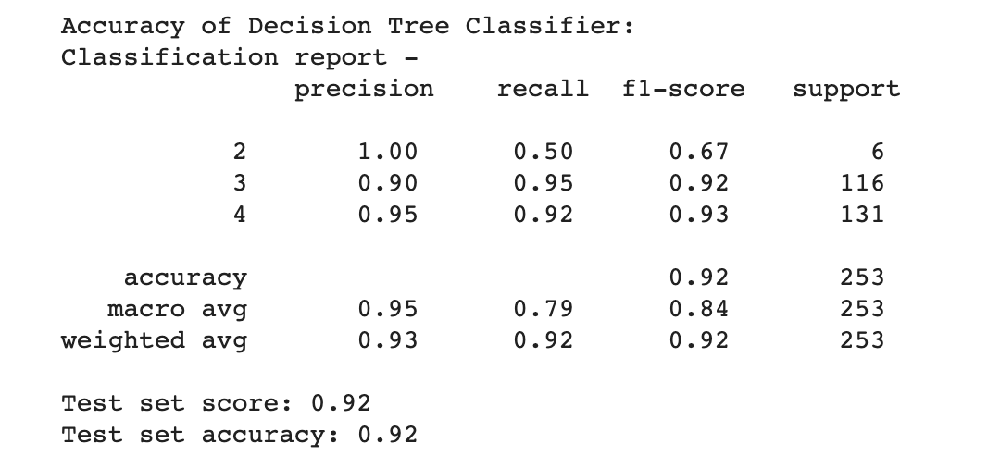 Accuracy of Decision Tree Classifier:
Classification report -
precision recall f1-score support
2 1.00 0.50 0.67 6
3 0.90 0.95 0.92 116
4 0.95 0.92 0.93 131
accuracy 0.92 253
macro avg 0.95 0.79 0.84 253
weighted avg 0.93 0.92 0.92 253
Test set score: 0.92
Test set accuracy: 0.92